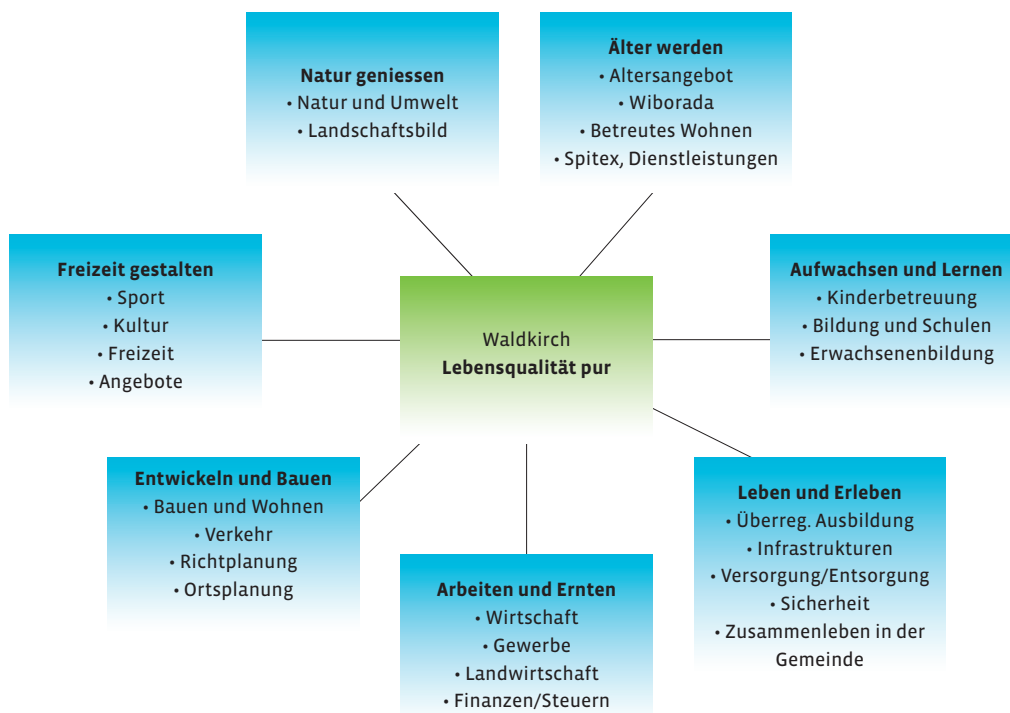 Natur geniessen
• Natur und Umwelt
• Landschaftsbild
Älter werden
• Altersangebot
• Wiborada
• Betreutes Wohnen
• Spitex, Dienstleistungen
Freizeit gestalten
• Sport
• Kultur
• Freizeit
• Angebote
Waldkirch
Lebensqualität pur
Aufwachsen und Lernen
• Kinderbetreuung
• Bildung und Schulen
• Erwachsenenbildung
Entwickeln und Bauen
• Bauen und Wohnen
• Verkehr
• Richtplanung
• Ortsplanung
Arbeiten und Ernten
• Wirtschaft
• Gewerbe
• Landwirtschaft
• Finanzen/Steuern
Leben und Erleben
• Überreg. Ausbildung
• Infrastrukturen
• Versorgung/Entsorgung
• Sicherheit
• Zusammenleben in der
Gemeinde